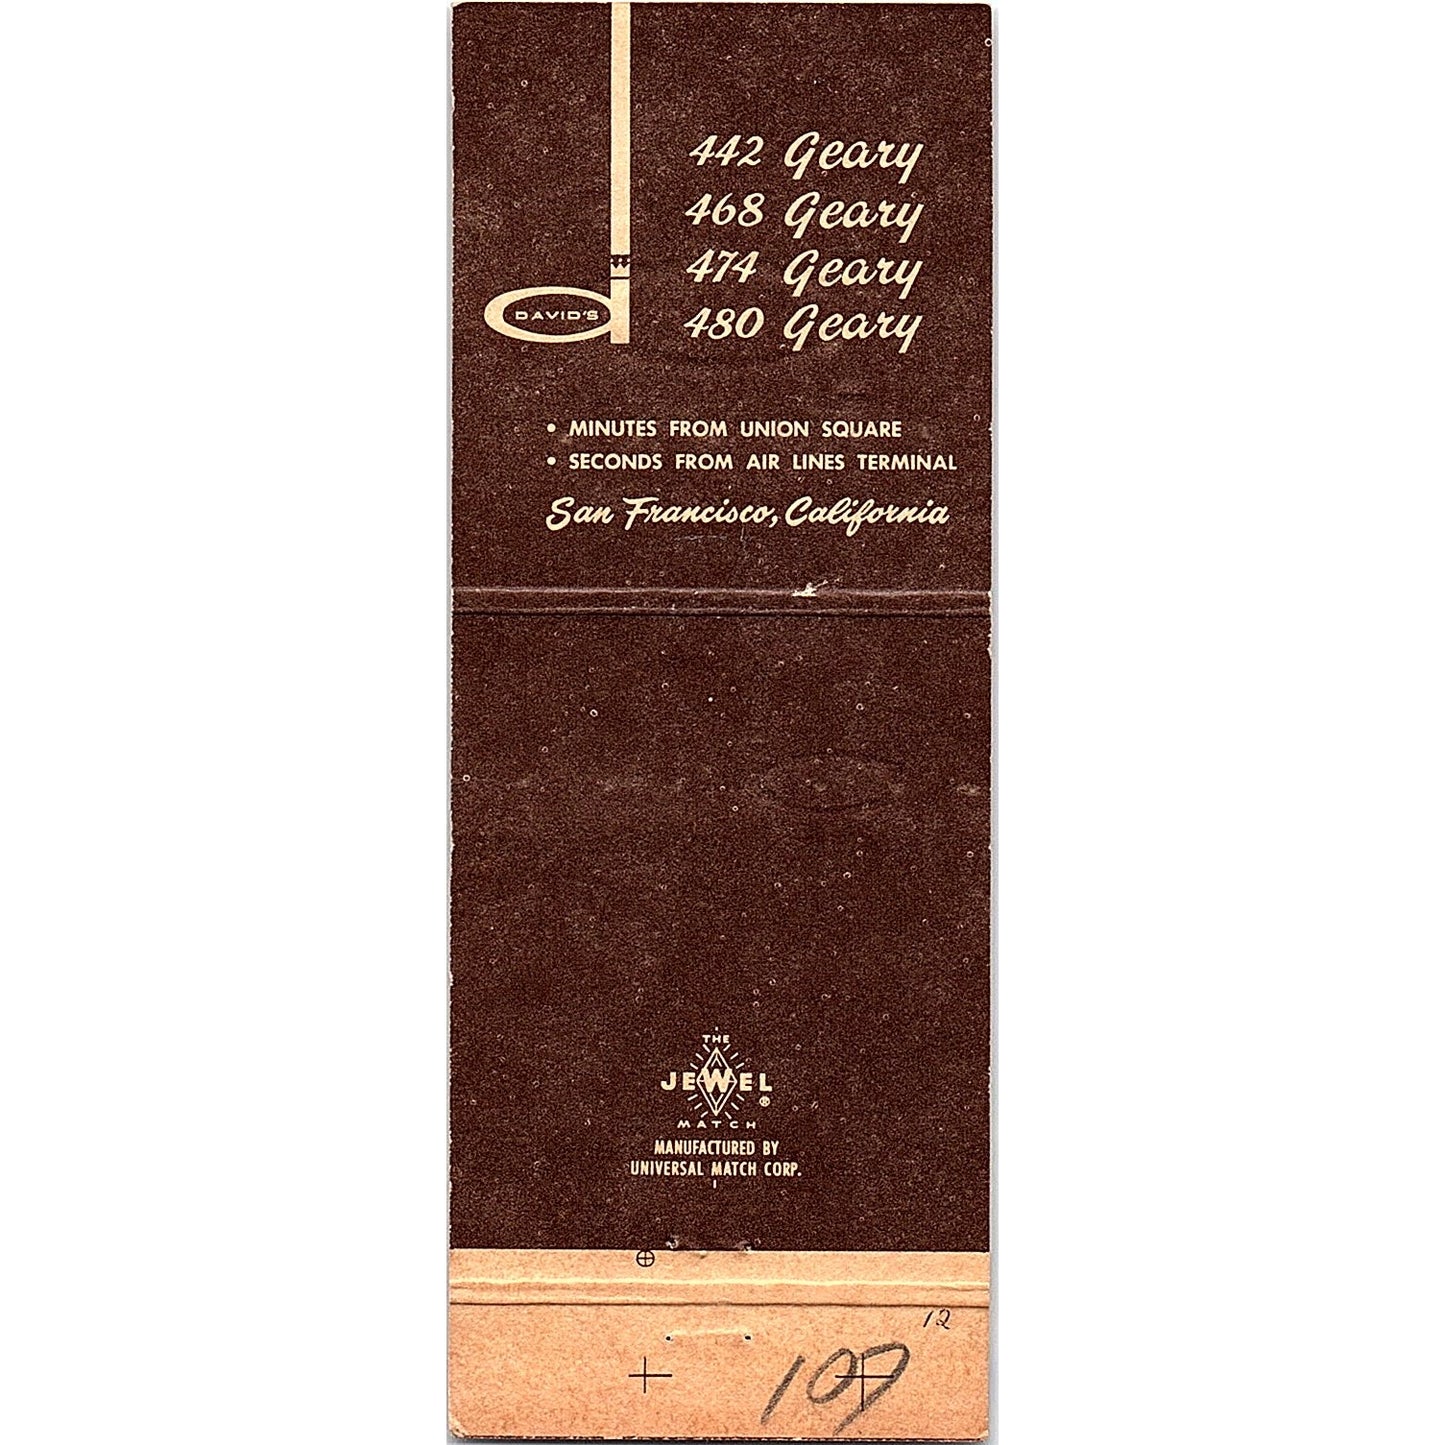 442 Geary
468 Geary
474 Geary
480 Geary
DAVID'S
• MINUTES FROM UNION SQUARE
• SECONDS FROM AIR LINES TERMINAL
San Francisco, California
THE
JEWEL
®
MATCH
MANUFACTURED BY
UNIVERSAL MATCH CORP.
12
107